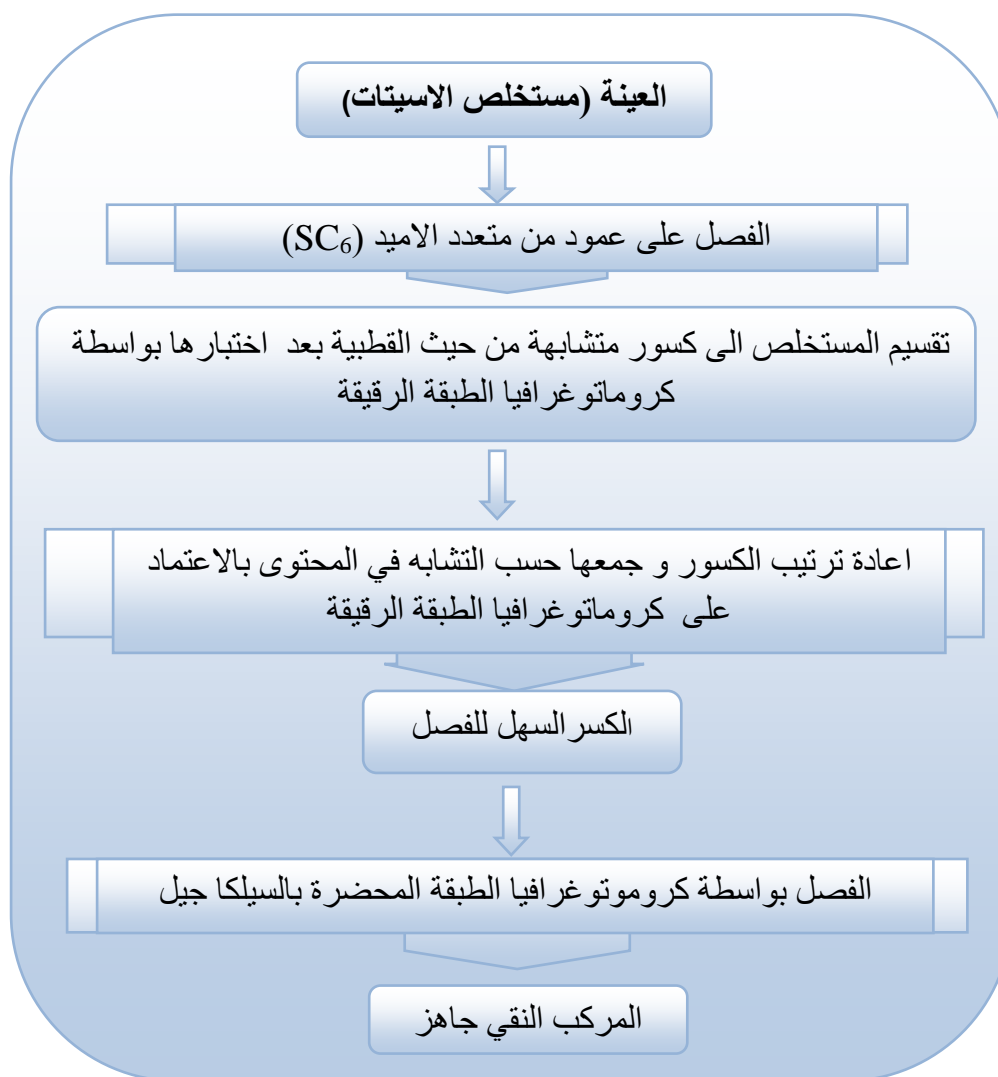 العينة (مستخلص الاسيتات)
الفصل على عمود من متعدد الاميد (SC₆)
تقسيم المستخلص الى كسور متشابهة من حيث القطبية بعد اختبارها بواسطة
كروماتوغرافيا الطبقة الرقيقة
اعادة ترتيب الكسور و جمعها حسب التشابه في المحتوى بالاعتماد
على كروماتوغرافيا الطبقة الرقيقة
الكسر السهل للفصل
الفصل بواسطة كروموتوغرافيا الطبقة المحضرة بالسيلكا جيل
المركب النقي جاهز